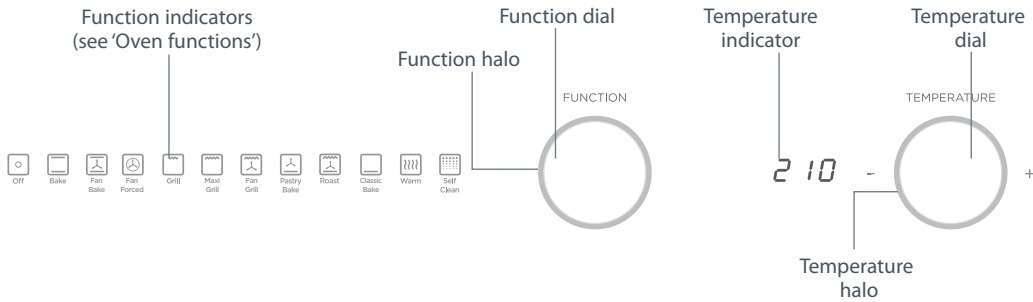 Function indicators
(see ‘Oven functions’)
Function halo
Function dial
Temperature
indicator
Temperature
dial
FUNCTION
TEMPERATURE
Off
Bake
Fan
Bake
Fan
Forced
Grill
Maxi
Grill
Fan
Grill
Pastry
Bake
Roast
Classic
Bake
Warm
Self
Clean
210
-
+
Temperature
halo